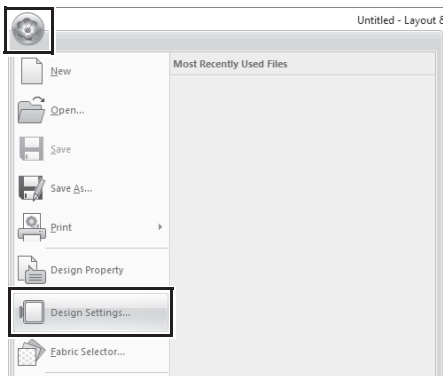 Untitled - Layout &
Most Recently Used Files
New
Open...
Save
Save As...
Print
Design Property
Design Settings...
Fabric Selector...